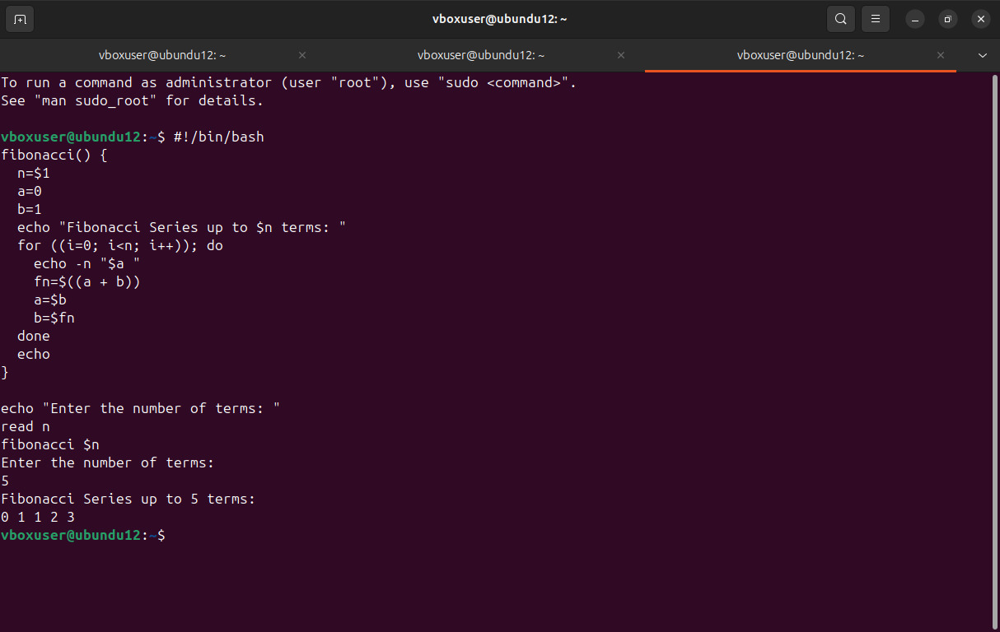 vboxuser@ubundu12: ~
vboxuser@ubundu12: ~
vboxuser@ubundu12: ~
vboxuser@ubundu12: ~
To run a command as administrator (user "root"), use "sudo <command>".
See "man sudo_root" for details.

vboxuser@ubundu12:~$ #!/bin/bash
fibonacci() {
  n=$1
  a=0
  b=1
  echo "Fibonacci Series up to $n terms: "
  for ((i=0; i<n; i++)); do
    echo -n "$a "
    fn=$((a + b))
    a=$b
    b=$fn
  done
  echo
}

echo "Enter the number of terms: "
read n
fibonacci $n
Enter the number of terms:
5
Fibonacci Series up to 5 terms:
0 1 1 2 3
vboxuser@ubundu12:~$